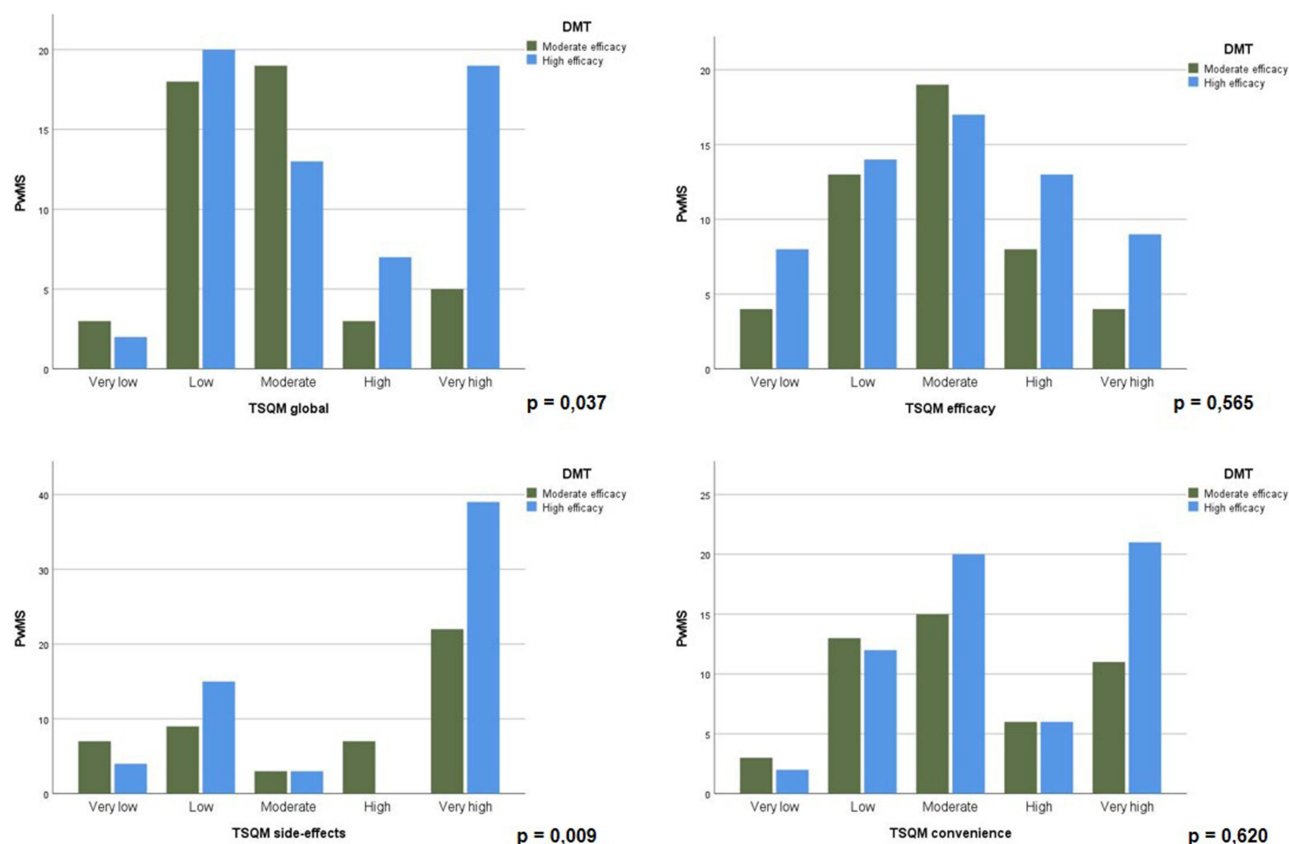 DMT
Moderate efficacy
High efficacy
20
15
10
5
0
PwMS
Very low Low Moderate High Very high
TSQM global
p = 0,037
DMT
Moderate efficacy
High efficacy
20
15
10
5
0
PwMS
Very low Low Moderate High Very high
TSQM efficacy
p = 0,565
DMT
Moderate efficacy
High efficacy
40
30
20
10
0
PwMS
Very low Low Moderate High Very high
TSQM side-effects
p = 0,009
DMT
Moderate efficacy
High efficacy
25
20
15
10
5
0
PwMS
Very low Low Moderate High Very high
TSQM convenience
p = 0,620